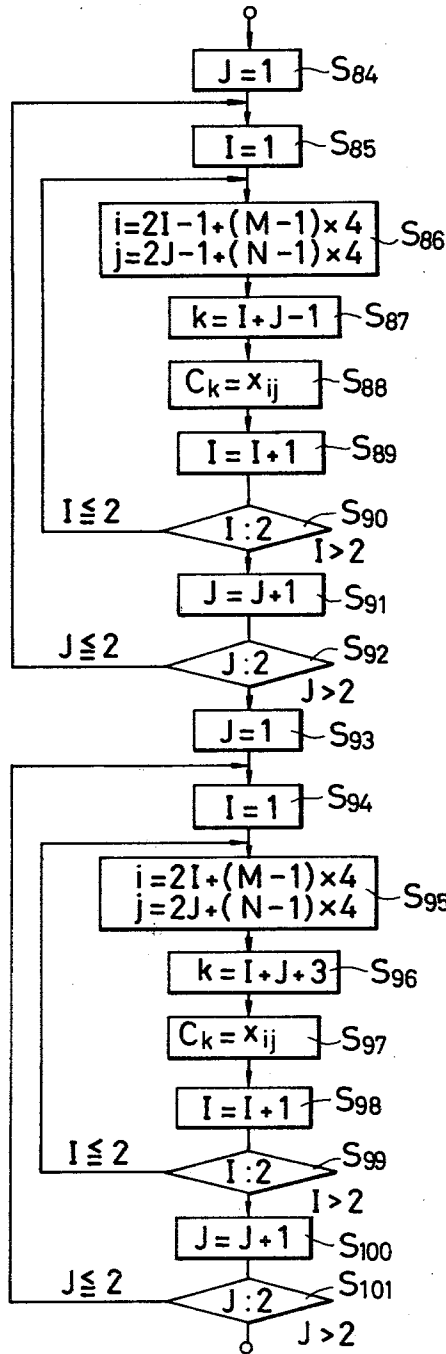 J=1 S84
I=1 S85
i=2I-1+(M-1)×4
j=2J-1+(N-1)×4 S86
k=I+J-1 S87
Ck=xij S88
I=I+1 S89
I≦2 I:2 S90
I>2
J=J+1 S91
J≦2 J:2 S92
J>2
J=1 S93
I=1 S94
i=2I+(M-1)×4
j=2J+(N-1)×4 S95
k=I+J+3 S96
Ck=xij S97
I=I+1 S98
I≦2 I:2 S99
I>2
J=J+1 S100
J≦2 J:2 S101
J>2